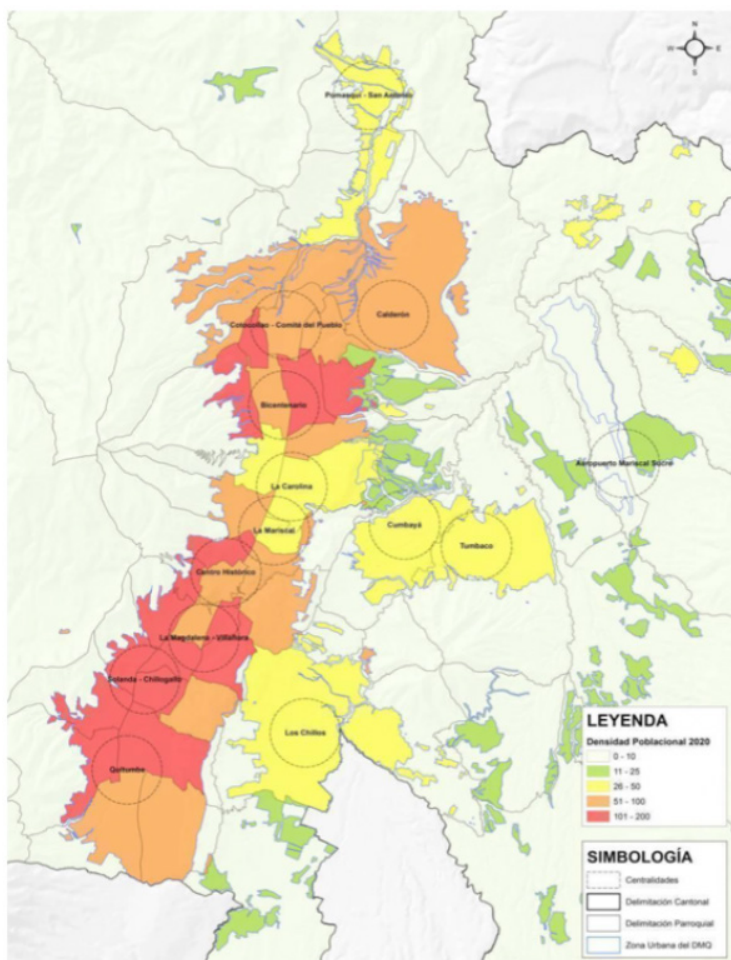 N
W
E
S
Pomasqui - San Antonio
Calderón
Cotocollao - Comité del Pueblo
Bicentenario
Aeropuerto Mariscal Sucre
La Carolina
La Mariscal
Cumbayá
Tumbaco
Centro Histórico
La Magdalena - Villaflora
Solanda - Chillogallo
Los Chillos
Quitumbe
LEYENDA
Densidad Poblacional 2020
0 - 10
11 - 25
26 - 50
51 - 100
101 - 200
SIMBOLOGÍA
Centralidades
Delimitación Cantonal
Delimitación Parroquial
Zona Urbana del DMQ